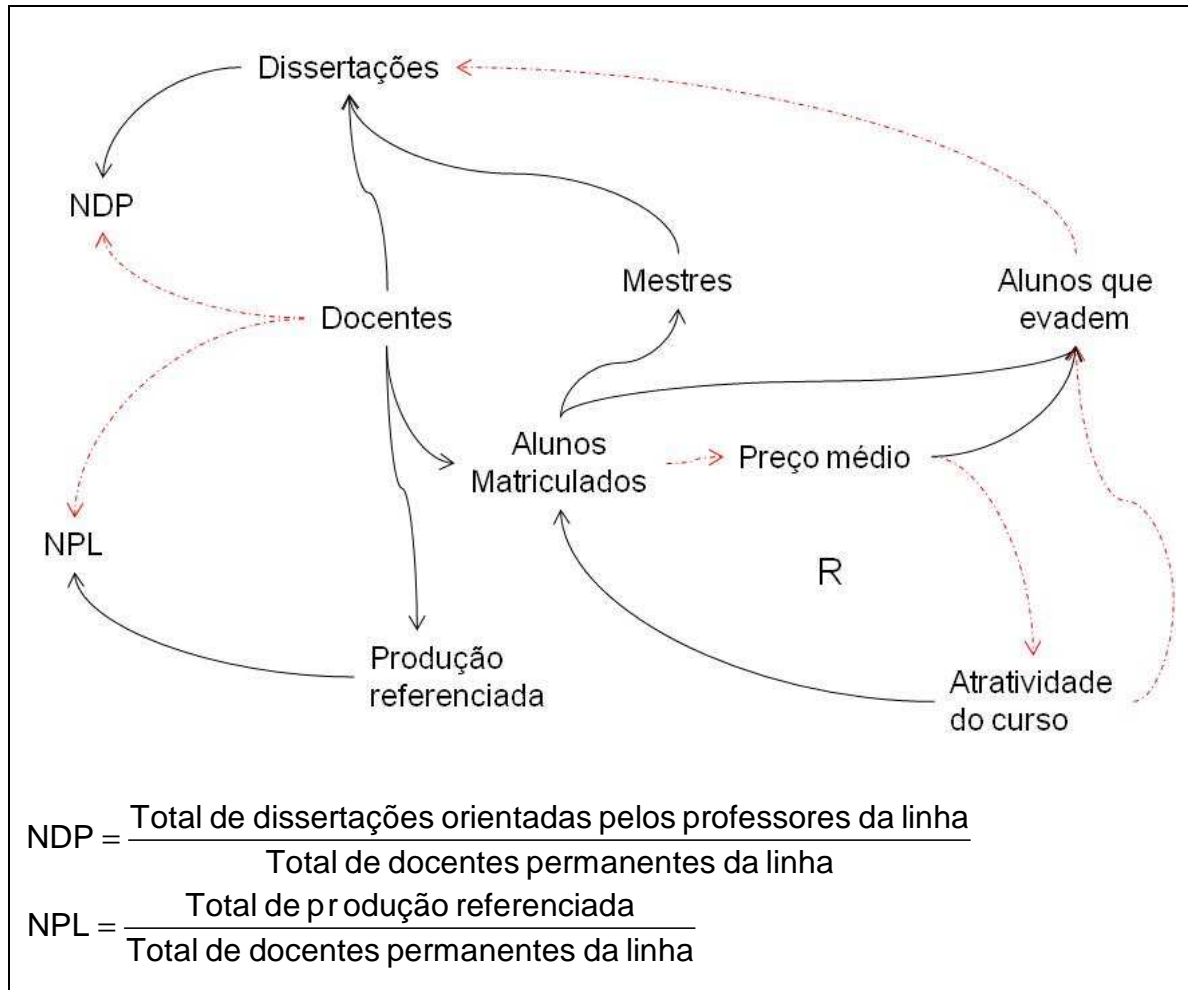 Dissertações
NDP
Mestres
Alunos que
evadem
Docentes
Alunos
Matriculados
Preço médio
NPL
R
Produção
referenciada
Atratividade
do curso
NDP = Total de dissertações orientadas pelos professores da linha
Total de docentes permanentes da linha
NPL = Total de pr odução referenciada
Total de docentes permanentes da linha